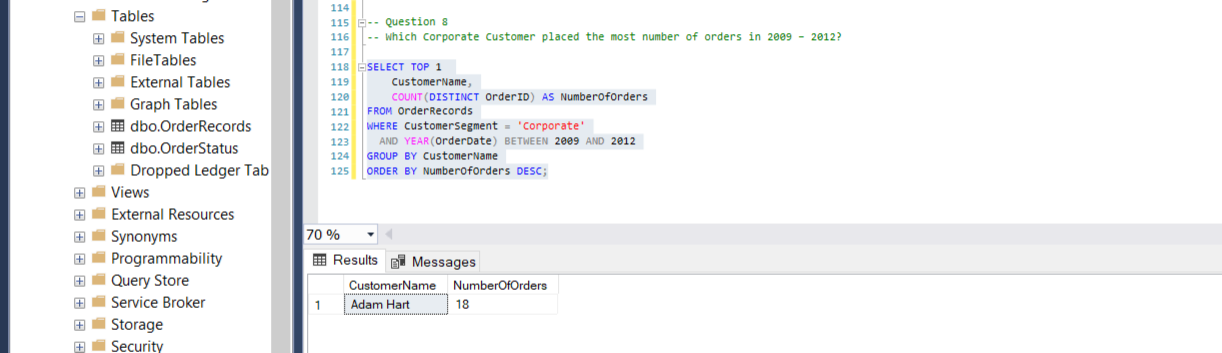 Tables
System Tables
FileTables
External Tables
Graph Tables
dbo.OrderRecords
dbo.OrderStatus
Dropped Ledger Tab
Views
External Resources
Synonyms
Programmability
Query Store
Service Broker
Storage
Security
114
115 -- Question 8
116 -- Which Corporate Customer placed the most number of orders in 2009 - 2012?
117
118 SELECT TOP 1
119 CustomerName,
120 COUNT(DISTINCT OrderID) AS NumberOfOrders
121 FROM OrderRecords
122 WHERE CustomerSegment = 'Corporate'
123 AND YEAR(OrderDate) BETWEEN 2009 AND 2012
124 GROUP BY CustomerName
125 ORDER BY NumberOfOrders DESC;
70 %
Results Messages
CustomerName NumberOfOrders
1 Adam Hart 18